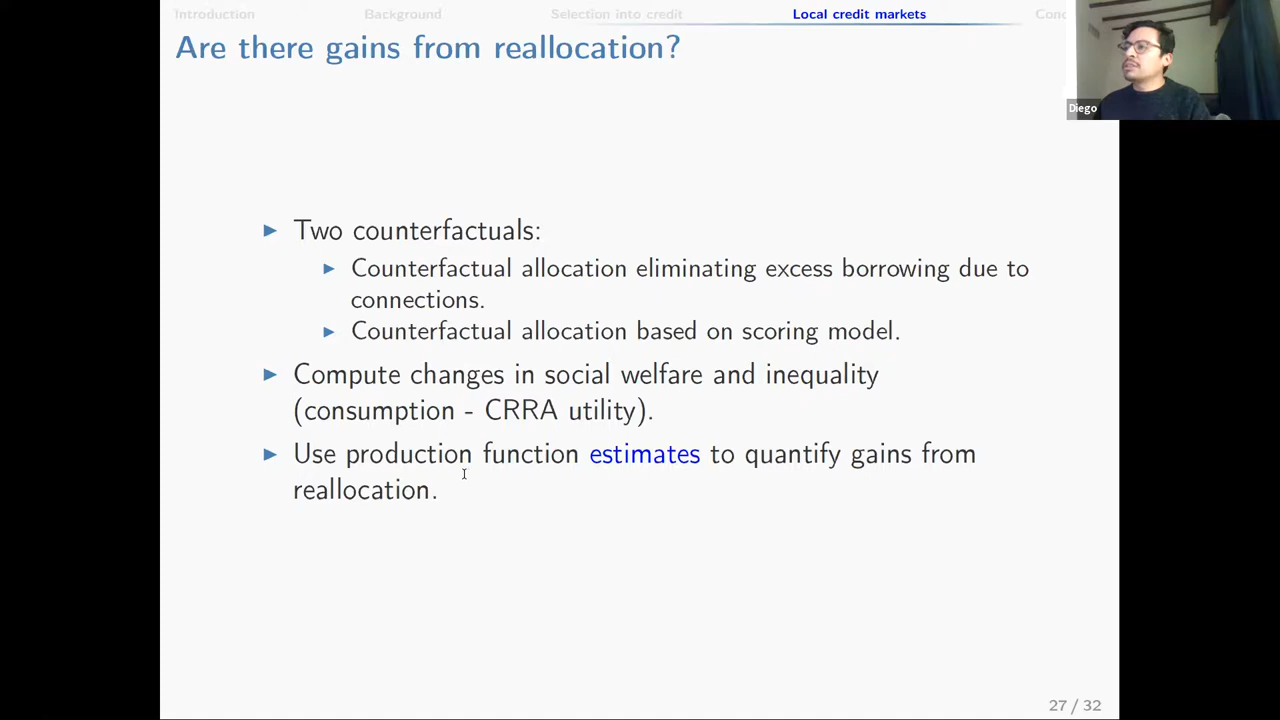 Introduction Background Selection into credit Local credit markets Conc
Are there gains from reallocation?
Diego
Two counterfactuals:
Counterfactual allocation eliminating excess borrowing due to
connections.
Counterfactual allocation based on scoring model.
Compute changes in social welfare and inequality
(consumption - CRRA utility).
Use production function estimates to quantify gains from
reallocation.
27 / 32